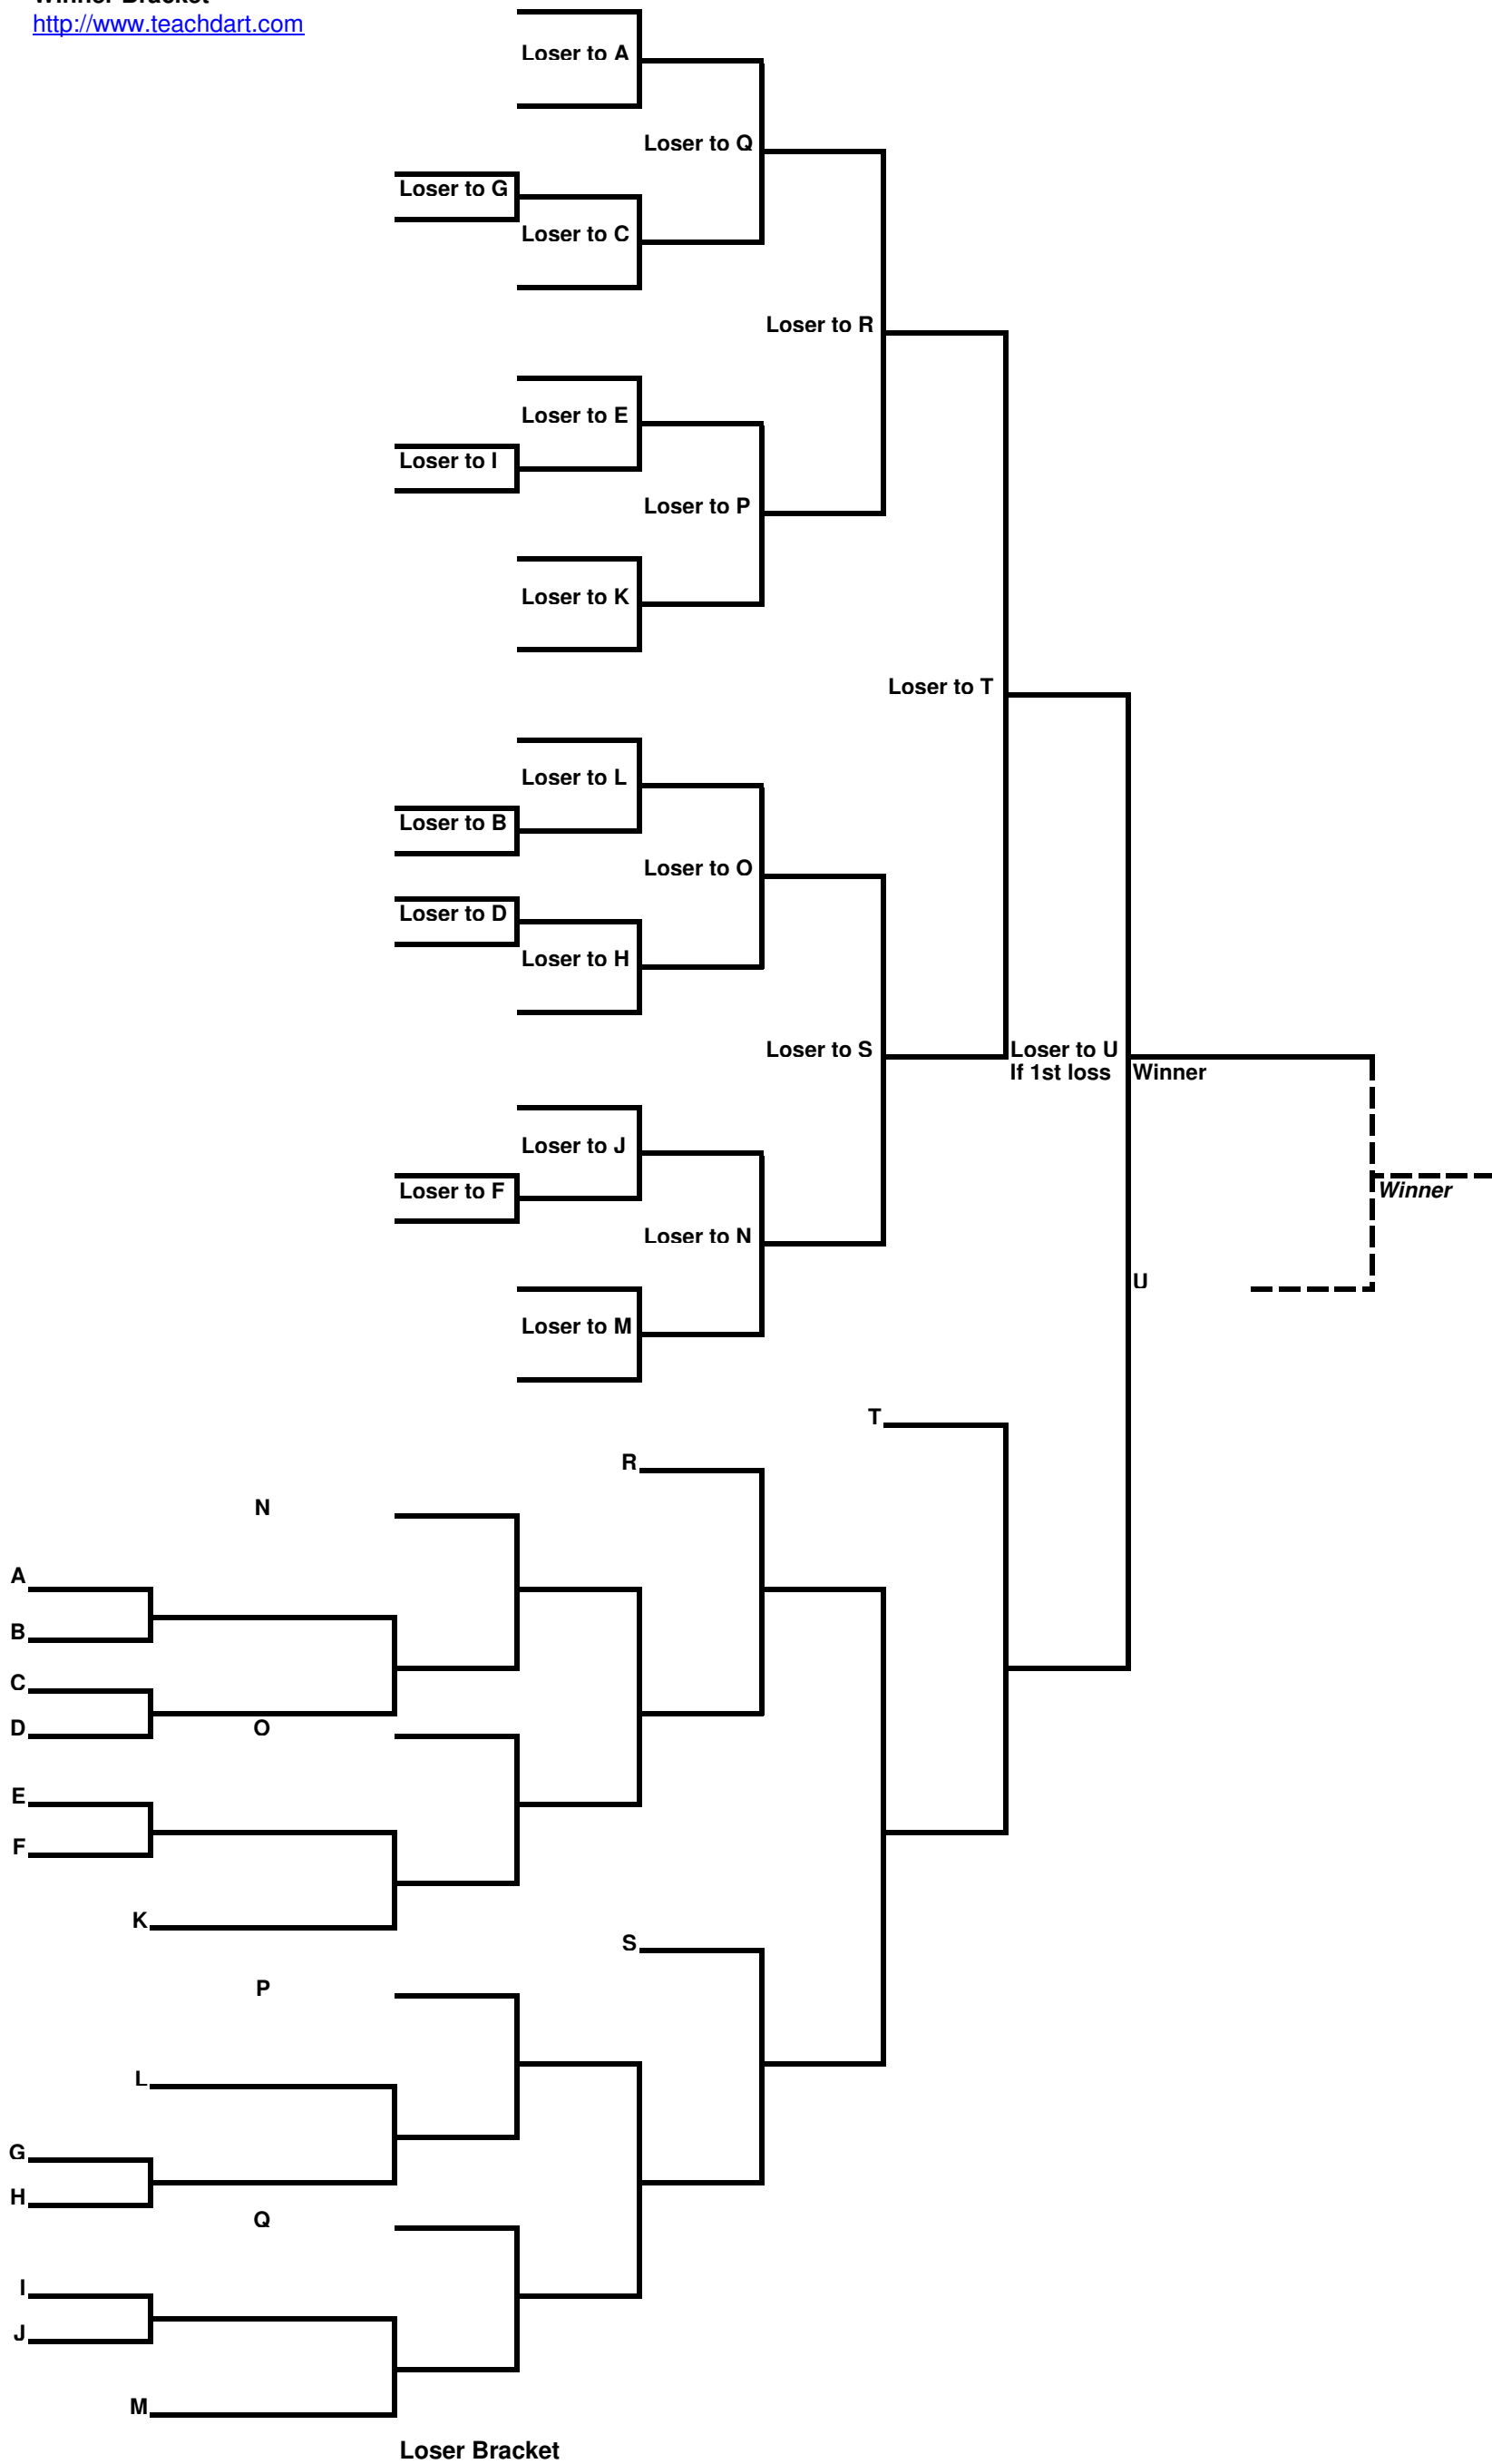 Winner Bracket
http://www.teachdart.com
Loser to A
Loser to Q
Loser to G
Loser to C
Loser to R
Loser to E
Loser to I
Loser to P
Loser to K
Loser to T
Loser to L
Loser to B
Loser to O
Loser to D
Loser to H
Loser to S
Loser to U
If 1st loss
Winner
Loser to J
Loser to F
Winner
Loser to N
U
Loser to M
T
R
N
A
B
C
D
O
E
F
K
S
P
L
G
H
Q
I
J
M
Loser Bracket